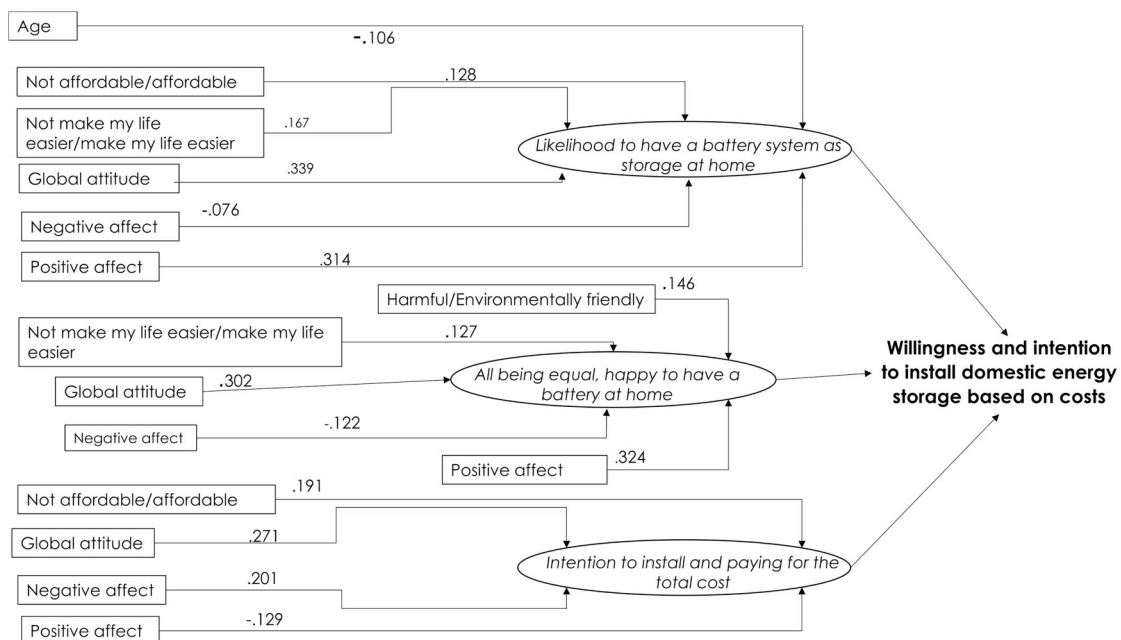 Age
-.106
Not affordable/affordable
.128
Not make my life
easier/make my life easier
.167
Likelihood to have a battery system as
storage at home
Global attitude
.339
Negative affect
-.076
Positive affect
.314
Harmful/Environmentally friendly
.146
Not make my life easier/make my life
easier
.127
All being equal, happy to have a
battery at home
Global attitude
.302
Negative affect
-.122
Positive affect
.324
Willingness and intention
to install domestic energy
storage based on costs
Not affordable/affordable
.191
Global attitude
.271
Intention to install and paying for the
total cost
Negative affect
.201
Positive affect
-.129